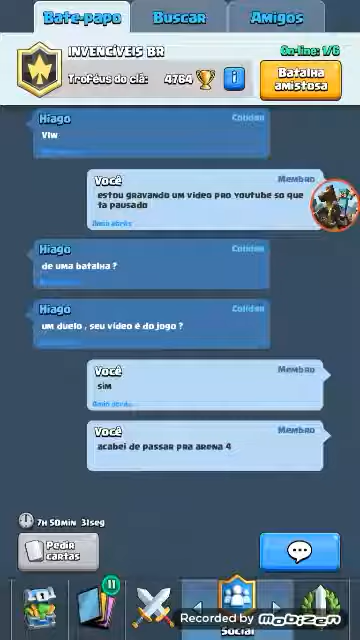 Bate-papo
Buscar
Amigos
INVENCÍVEIS BR
On-line: 1/6
Troféus do clã: 4764
i
Batalha
amistosa
Hiago
Colíder
Vlw
Você
Membro
estou gravando um vídeo pro youtube so que
ta pausado
Hiago
Colíder
de uma batalha ?
Hiago
Colíder
um duelo , seu vídeo é do jogo ?
Você
Membro
sim
Você
Membro
acabei de passar pra arena 4
7h 50min 31seg
Pedir
cartas
11
1
Social
Recorded by mobizen